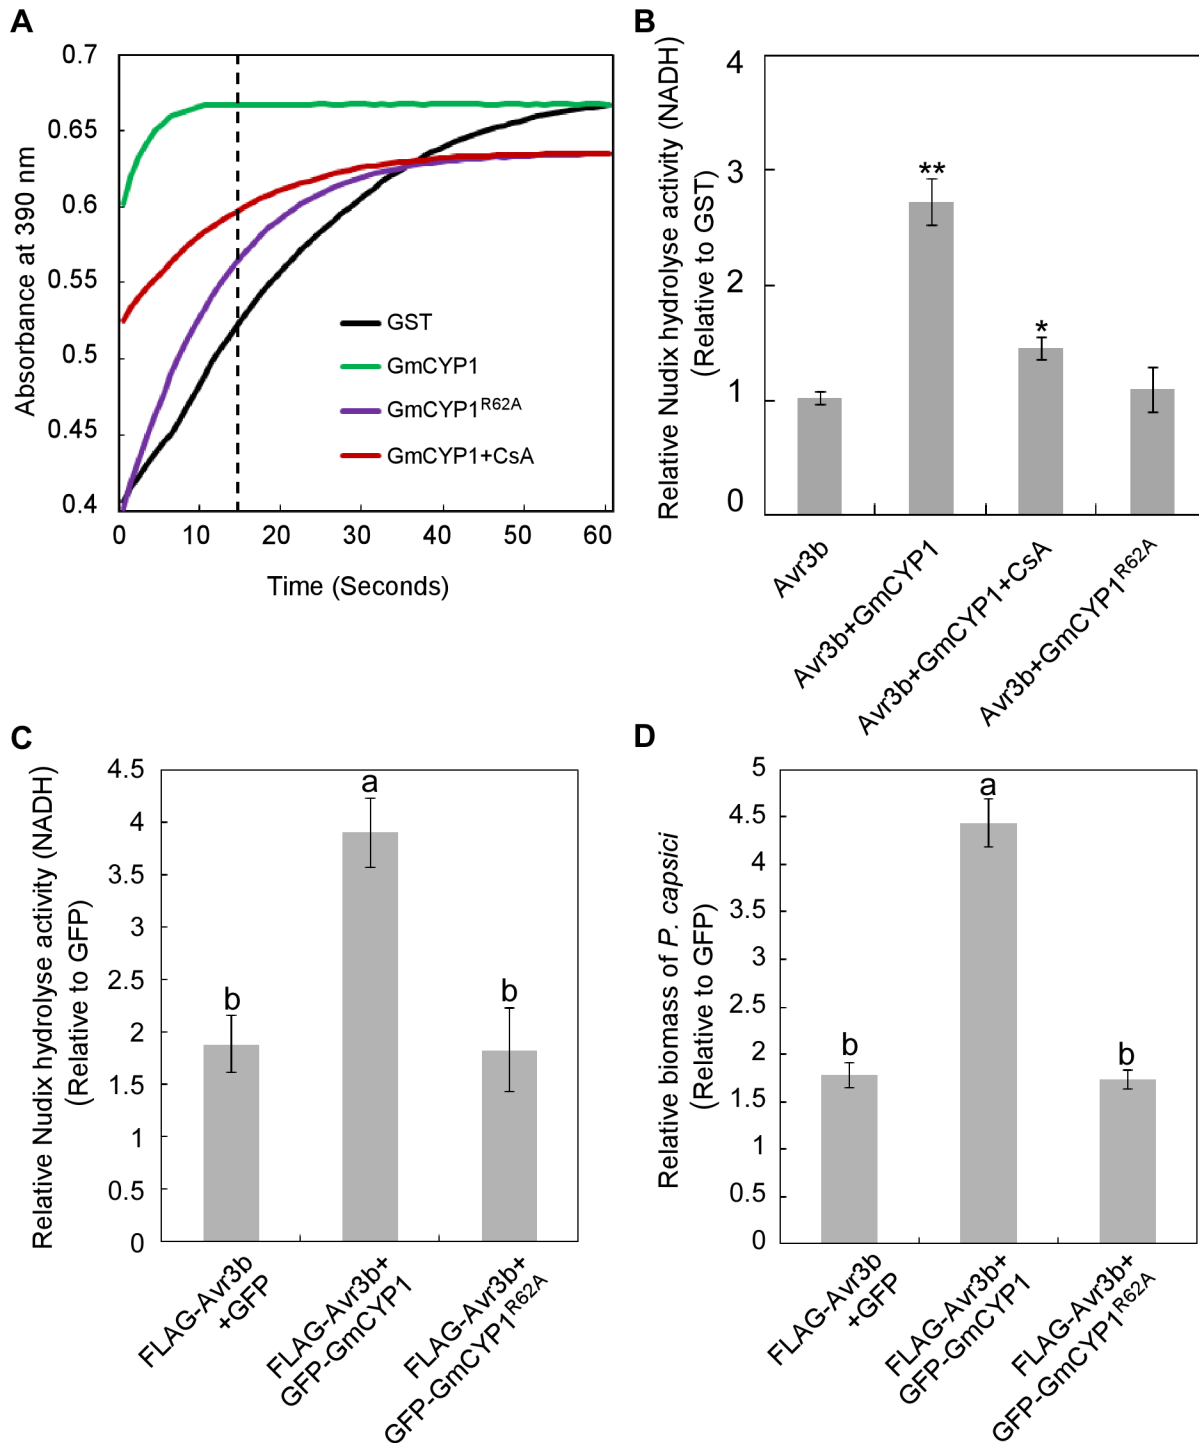 A
Absorbance at 390 nm
0.7
0.65
0.6
0.55
0.5
0.45
0.4
GST
GmCYP1
GmCYP1R62A
GmCYP1+CsA
0 10 20 30 40 50 60
Time (Seconds)
B
Relative Nudix hydrolyse activity (NADH)
(Relative to GST)
4
3
2
1
0
**
*
Avr3b
Avr3b+GmCYP1
Avr3b+GmCYP1+CsA
Avr3b+GmCYP1R62A
C
Relative Nudix hydrolyse activity (NADH)
(Relative to GFP)
4.5
4
3.5
3
2.5
2
1.5
1
0.5
0
b
a
b
FLAG-Avr3b
+GFP
FLAG-Avr3b+
GFP-GmCYP1
FLAG-Avr3b+
GFP-GmCYP1R62A
D
Relative biomass of P. capsici
(Relative to GFP)
5
4.5
4
3.5
3
2.5
2
1.5
1
0.5
0
b
a
b
FLAG-Avr3b
+GFP
FLAG-Avr3b+
GFP-GmCYP1
FLAG-Avr3b+
GFP-GmCYP1R62A